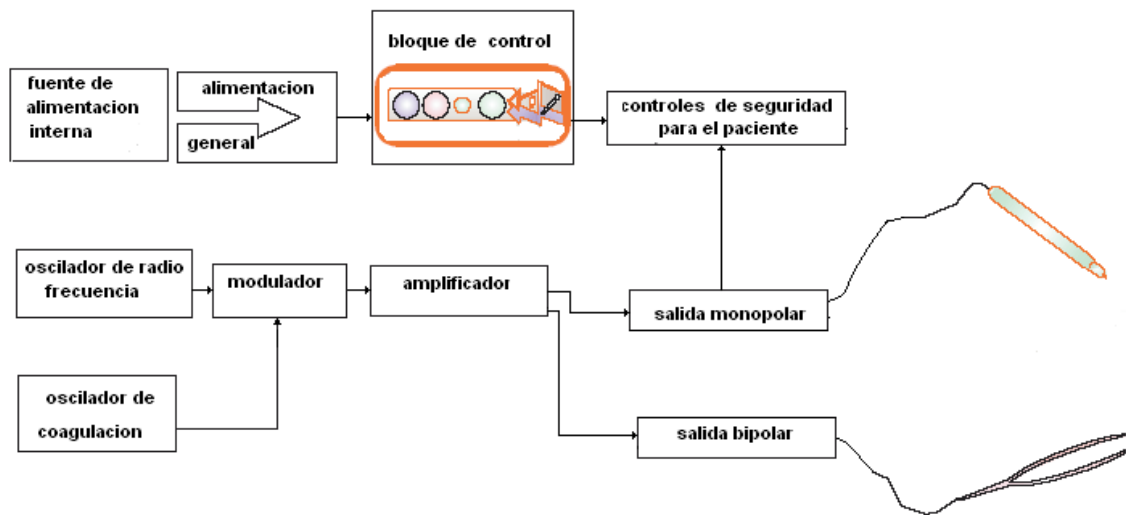 bloque de control
fuente de
alimentacion
interna
alimentacion
general
controles de seguridad
para el paciente
oscilador de radio
frecuencia
modulador
amplificador
salida monopolar
oscilador de
coagulacion
salida bipolar